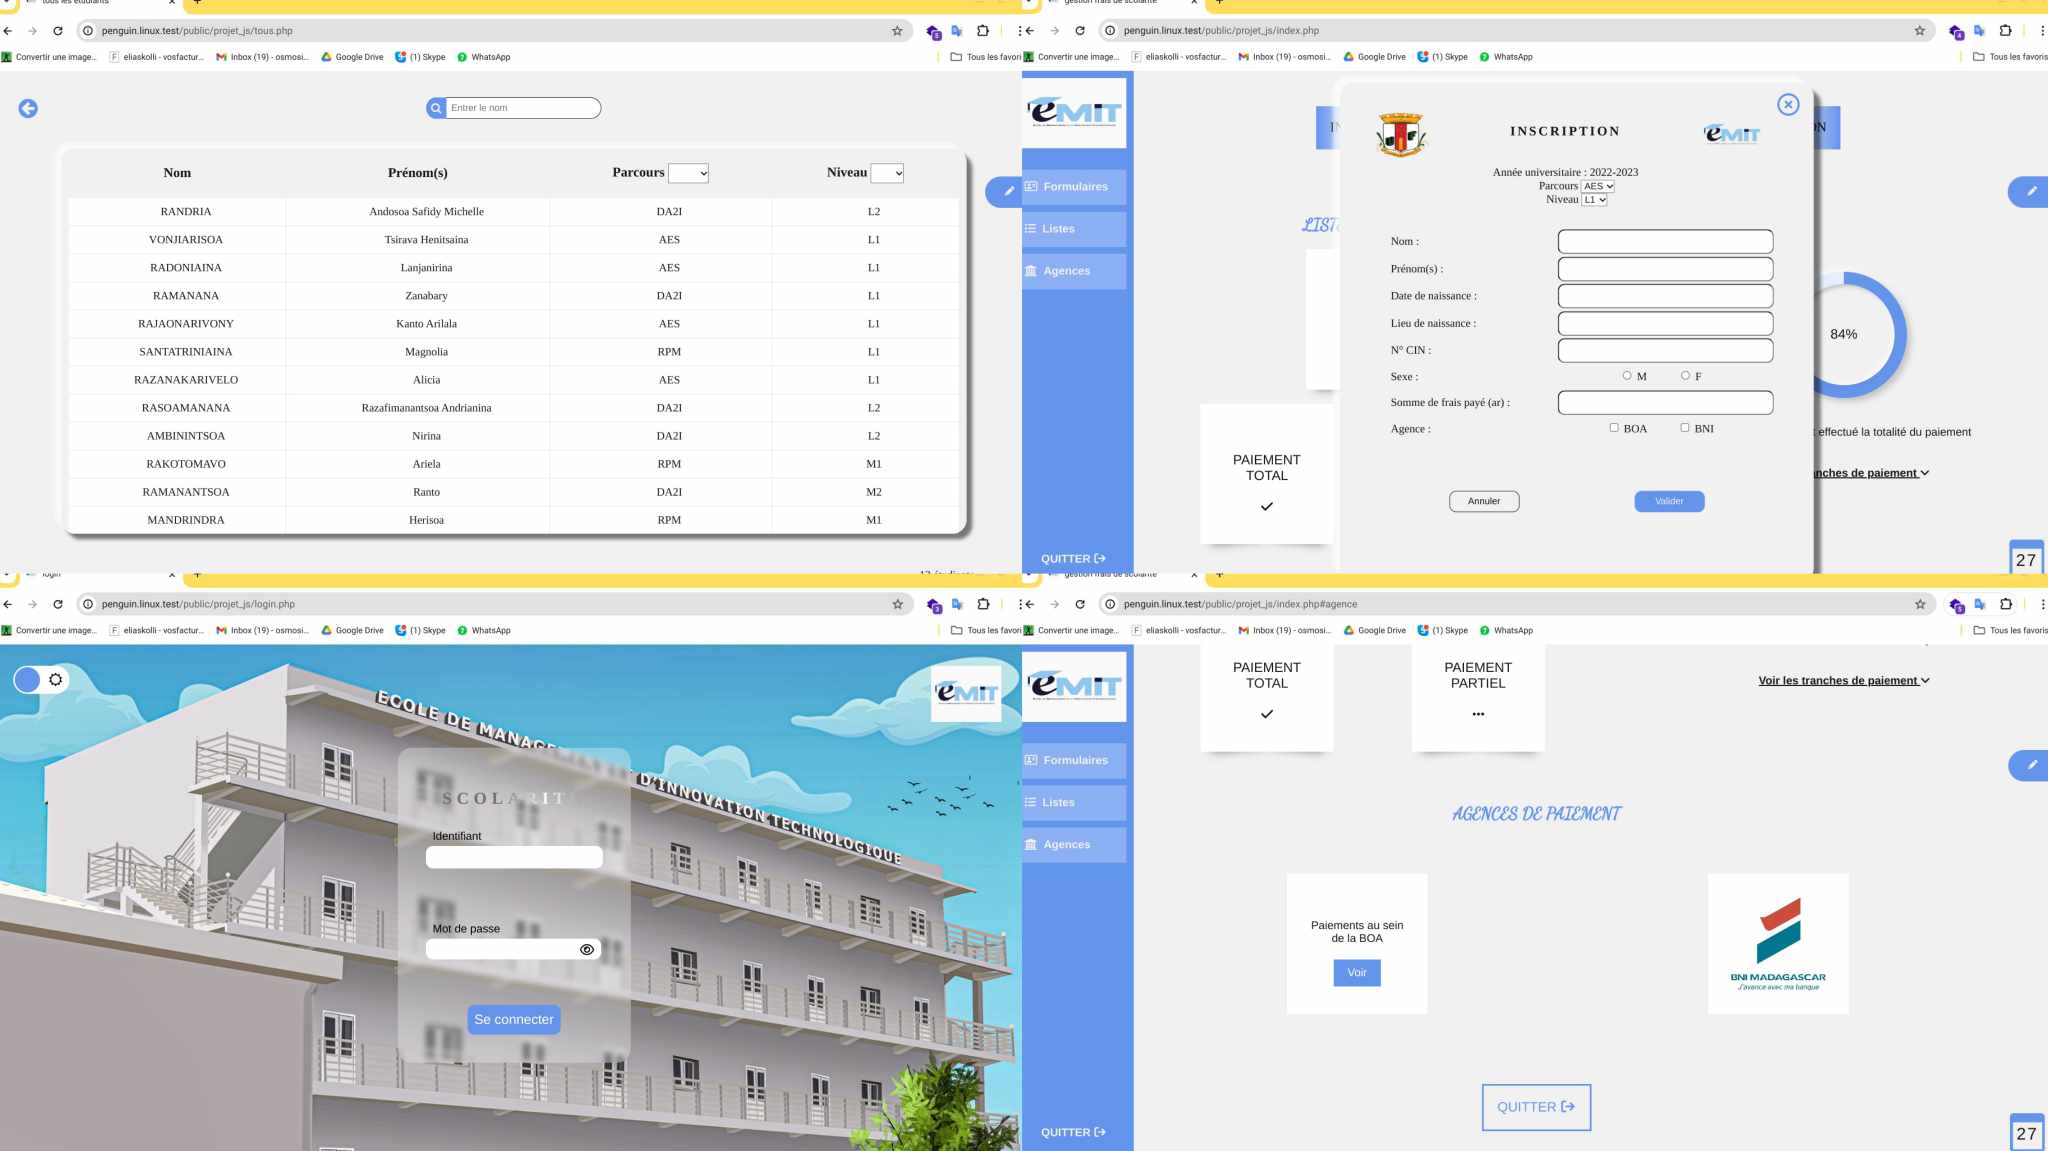 tous les étudiants
penguin.linux.test/public/projet_js/tous.php
Convertir une image...
eliaskolli - vosfactur...
Inbox (19) - osmosi...
Google Drive
(1) Skype
WhatsApp
Tous les favori
Entrer le nom
Nom Prénom(s) Parcours Niveau
RANDRIA Andosoa Safidy Michelle DA2I L2
VONJIARISOA Tsirava Henitsaina AES L1
RADONIAINA Lanjanirina AES L1
RAMANANA Zanabary DA2I L1
RAJAONARIVONY Kanto Arilala AES L1
SANTATRINIAINA Magnolia RPM L1
RAZANAKARIVELO Alicia AES L1
RASOAMANANA Razafimanantsoa Andrianina DA2I L2
AMBININTSOA Nirina DA2I L2
RAKOTOMAVO Ariela RPM M1
RAMANANTSOA Ranto DA2I M2
MANDRINDRA Herisoa RPM M1
gestion frais de scolarité
penguin.linux.test/public/projet_js/index.php
Convertir une image...
eliaskolli - vosfactur...
Inbox (19) - osmosi...
Google Drive
(1) Skype
WhatsApp
Tous les favoris
eMIT
Formulaires
Listes
Agences
QUITTER
IN
ON
LIST
PAIEMENT
TOTAL
INSCRIPTION
eMIT
Année universitaire : 2022-2023
Parcours AES
Niveau L1
Nom :
Prénom(s) :
Date de naissance :
Lieu de naissance :
N° CIN :
Sexe : M F
Somme de frais payé (ar) :
Agence : BOA BNI
Annuler Valider
84%
effectué la totalité du paiement
nches de paiement
27
login
penguin.linux.test/public/projet_js/login.php
Convertir une image...
eliaskolli - vosfactur...
Inbox (19) - osmosi...
Google Drive
(1) Skype
WhatsApp
Tous les favori
eMIT
ECOLE DE MANAGEMENT ET D'INNOVATION TECHNOLOGIQUE
SCOLARIT
Identifiant
Mot de passe
Se connecter
gestion frais de scolarité
penguin.linux.test/public/projet_js/index.php#agence
Convertir une image...
eliaskolli - vosfactur...
Inbox (19) - osmosi...
Google Drive
(1) Skype
WhatsApp
Tous les favoris
eMIT
Formulaires
Listes
Agences
QUITTER
PAIEMENT
TOTAL
PAIEMENT
PARTIEL
Voir les tranches de paiement
AGENCES DE PAIEMENT
Paiements au sein
de la BOA
Voir
BNI MADAGASCAR
J'avance avec ma banque
QUITTER
27